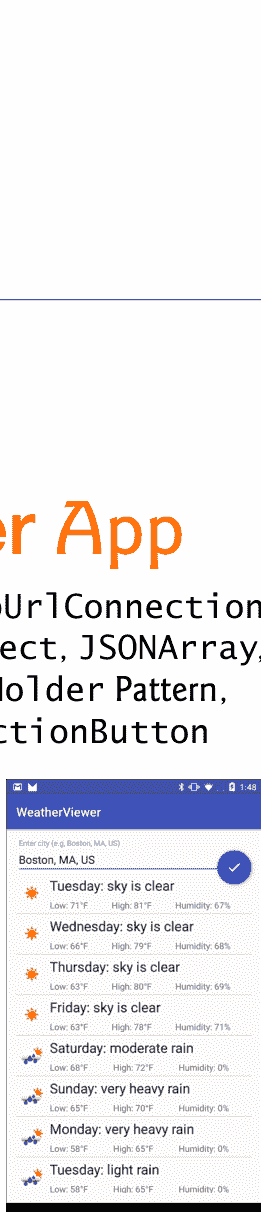 er App
oUrlConnection
ect, JSONArray,
Holder Pattern,
ctionButton
1:48
WeatherViewer
Enter city (e.g, Boston, MA, US)
Boston, MA, US
Tuesday: sky is clear
Low: 71°F High: 81°F Humidity: 67%
Wednesday: sky is clear
Low: 66°F High: 79°F Humidity: 68%
Thursday: sky is clear
Low: 63°F High: 80°F Humidity: 69%
Friday: sky is clear
Low: 63°F High: 78°F Humidity: 71%
Saturday: moderate rain
Low: 68°F High: 72°F Humidity: 0%
Sunday: very heavy rain
Low: 65°F High: 70°F Humidity: 0%
Monday: very heavy rain
Low: 58°F High: 65°F Humidity: 0%
Tuesday: light rain
Low: 58°F High: 65°F Humidity: 0%